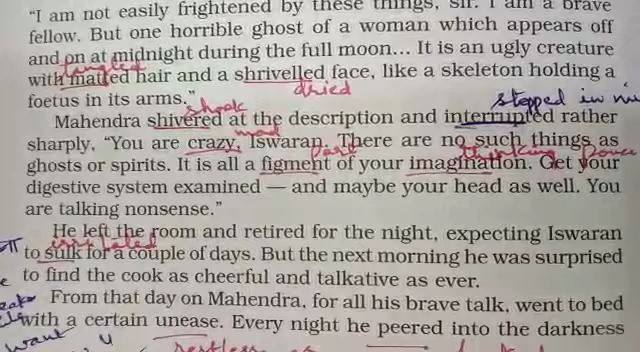 "I am not easily frightened by these things, sir. I am a brave
fellow. But one horrible ghost of a woman which appears off
and on at midnight during the full moon... It is an ugly creature
tangled
with matted hair and a shrivelled face, like a skeleton holding a
dried
foetus in its arms."
shook
stopped in
Mahendra shivered at the description and interrupted rather
mad
sharply, "You are crazy, Iswaran. There are no such things as
part
thinking power
ghosts or spirits. It is all a figment of your imagination. Get your
digestive system examined — and maybe your head as well. You
are talking nonsense."
He left the room and retired for the night, expecting Iswaran
to sulk for a couple of days. But the next morning he was surprised
to find the cook as cheerful and talkative as ever.
From that day on Mahendra, for all his brave talk, went to bed
with a certain unease. Every night he peered into the darkness
want
restless